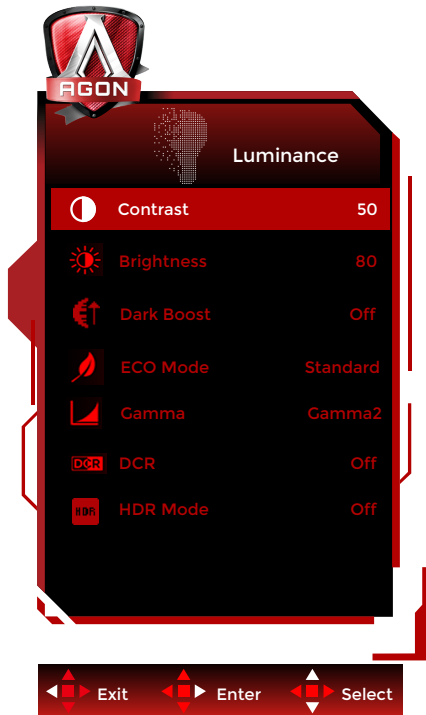 AGON
Luminance
Contrast 50
Brightness 80
Dark Boost Off
ECO Mode Standard
Gamma Gamma2
DCR DCR Off
HDR HDR Mode Off
Exit Enter Select